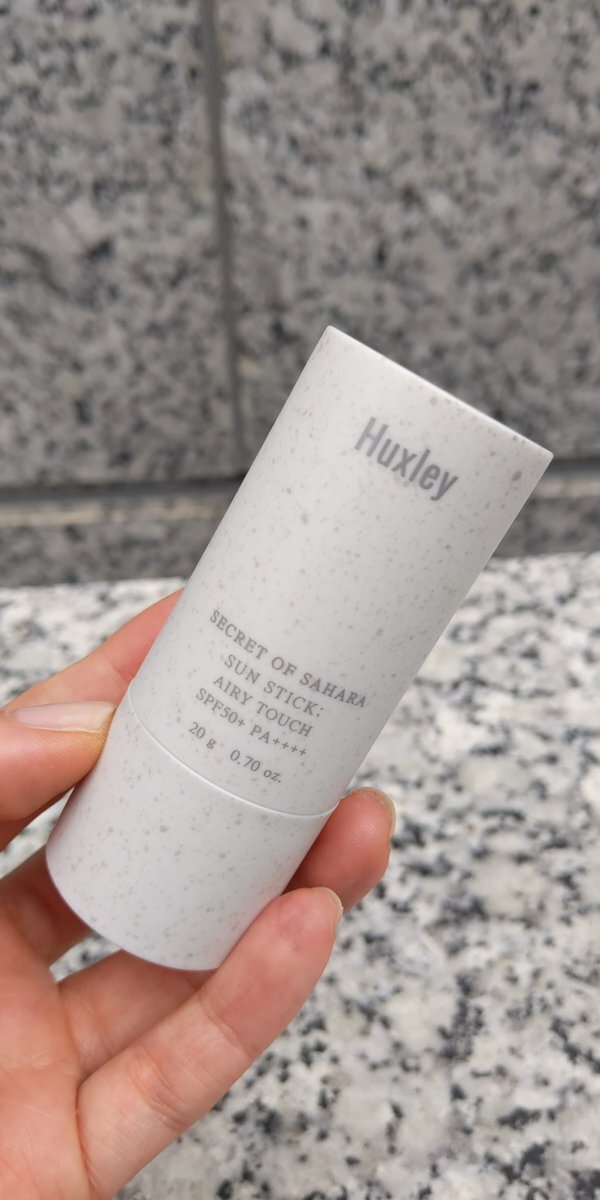 Huxley
SECRET OF SAHARA
SUN STICK;
AIRY TOUCH
SPF50+ PA++++
20 g 0.70 oz.